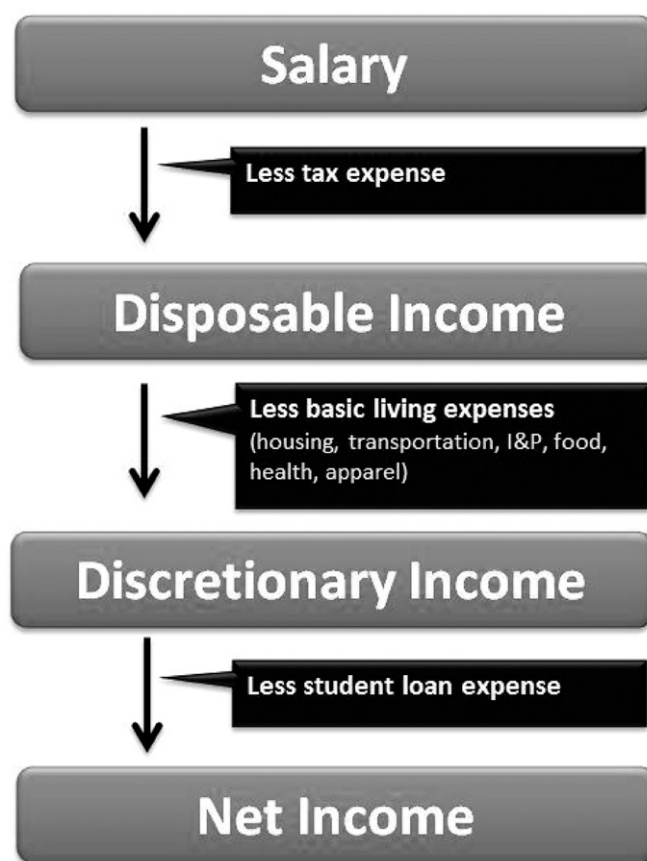 Salary
Less tax expense
Disposable Income
Less basic living expenses
(housing, transportation, I&P, food,
health, apparel)
Discretionary Income
Less student loan expense
Net Income